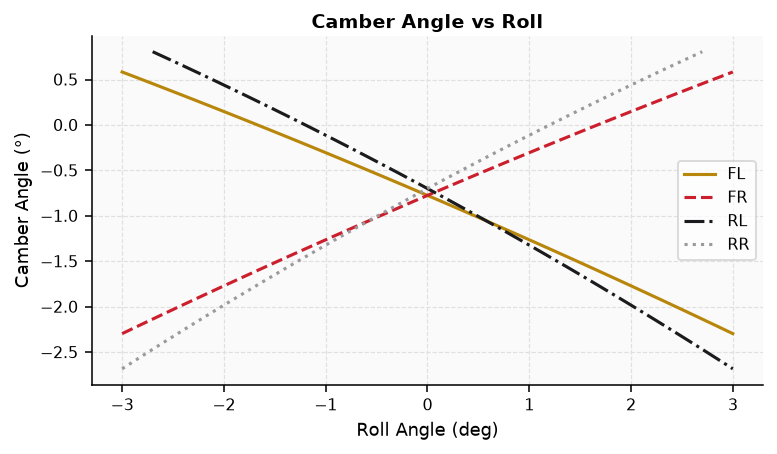 Camber Angle vs Roll
Camber Angle (°)
0.5
0.0
−0.5
−1.0
−1.5
−2.0
−2.5
FL
FR
RL
RR
−3 −2 −1 0 1 2 3
Roll Angle (deg)